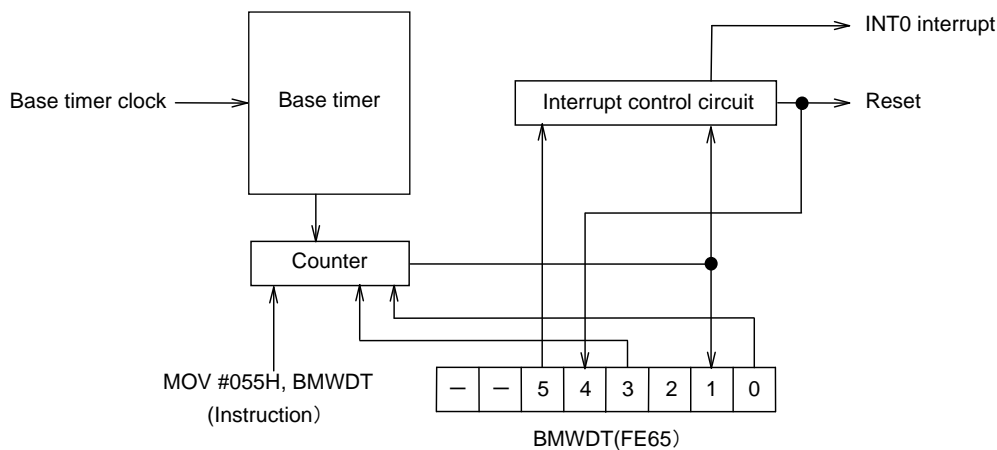 INT0 interrupt
Base timer clock
Base timer
Interrupt control circuit
Reset
Counter
MOV #055H, BMWDT
(Instruction）
－ － 5 4 3 2 1 0
BMWDT(FE65）